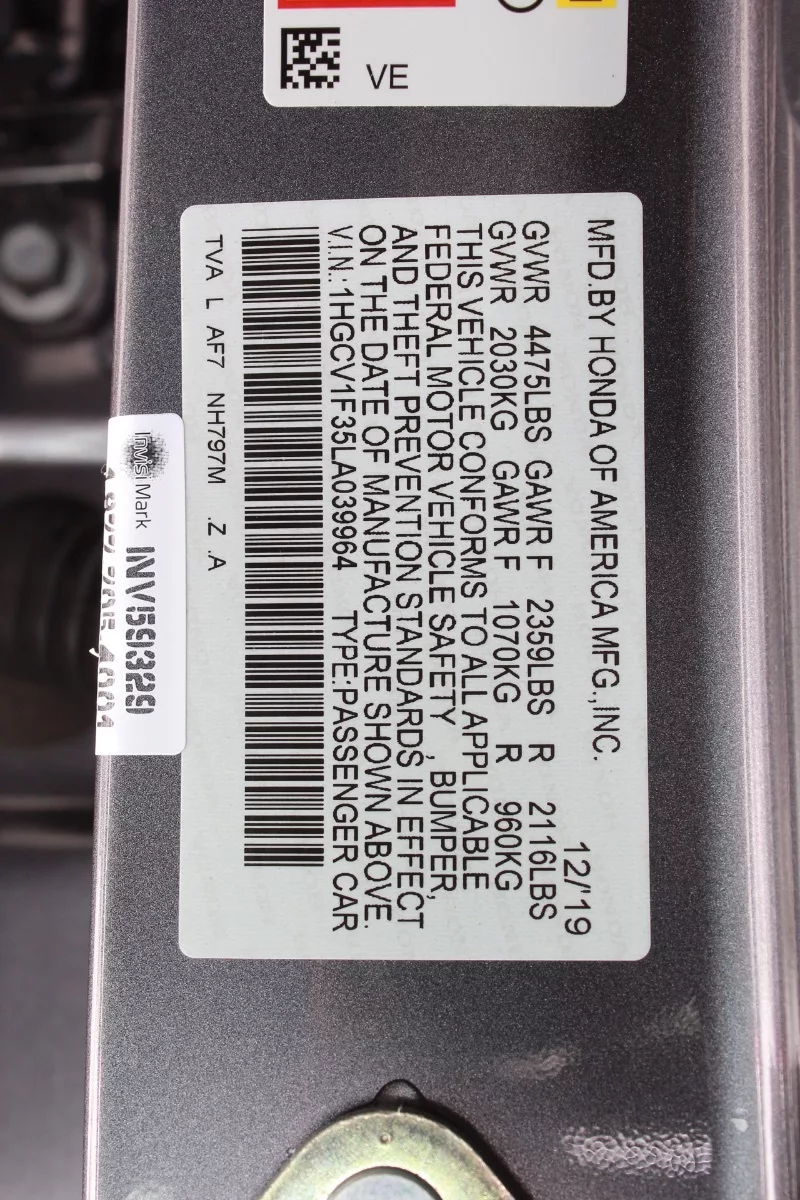 VE
MFD.BY HONDA OF AMERICA MFG.,INC.
12/'19
GVWR 4475LBS GAWR F 2359LBS R 2116LBS
GVWR 2030KG GAWR F 1070KG R 960KG
THIS VEHICLE CONFORMS TO ALL APPLICABLE
FEDERAL MOTOR VEHICLE SAFETY , BUMPER,
AND THEFT PREVENTION STANDARDS IN EFFECT
ON THE DATE OF MANUFACTURE SHOWN ABOVE.
V.I.N.: 1HGCV1F35LA039964 TYPE:PASSENGER CAR
TVA L AF7 NH797M .Z .A
InvisiMark INV59329